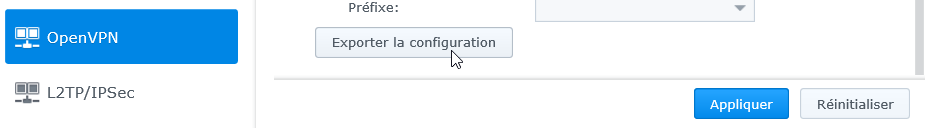 OpenVPN
L2TP/IPSec
Préfixe:
Exporter la configuration
Appliquer
Réinitialiser